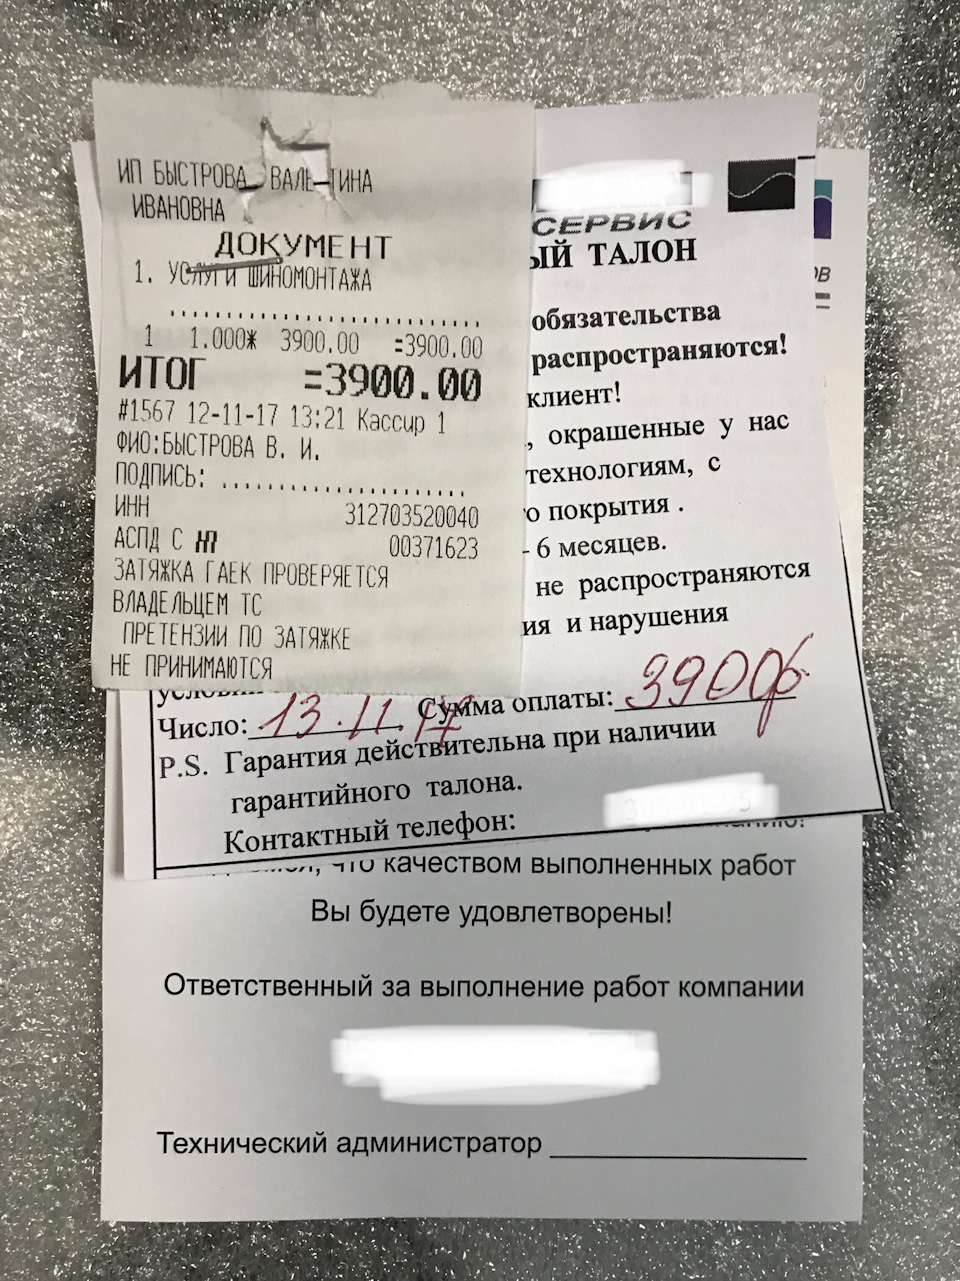 ИП БЫСТРОВА ВАЛЕНТИНА
ИВАНОВНА
ДОКУМЕНТ
1. УСЛУГИ ШИНОМОНТАЖА
1 1.000* 3900.00 =3900.00
ИТОГ =3900.00
#1567 12-11-17 13:21 Кассир 1
ФИО:БЫСТРОВА В. И.
ПОДПИСЬ: ......................
ИНН 312703520040
АСПД С 00371623
ЗАТЯЖКА ГАЕК ПРОВЕРЯЕТСЯ
ВЛАДЕЛЬЦЕМ ТС
ПРЕТЕНЗИИ ПО ЗАТЯЖКЕ
НЕ ПРИНИМАЮТСЯ
СЕРВИС
ЫЙ ТАЛОН
обязательства
распространяются!
клиент!
, окрашенные у нас
технологиям, с
о покрытия .
- 6 месяцев.
не распространяются
ия и нарушения
Число: 13.11.17 Сумма оплаты: 3900р
P.S. Гарантия действительна при наличии
гарантийного талона.
Контактный телефон:
ОВ
что качеством выполненных работ
Вы будете удовлетворены!
Ответственный за выполнение работ компании
Технический администратор